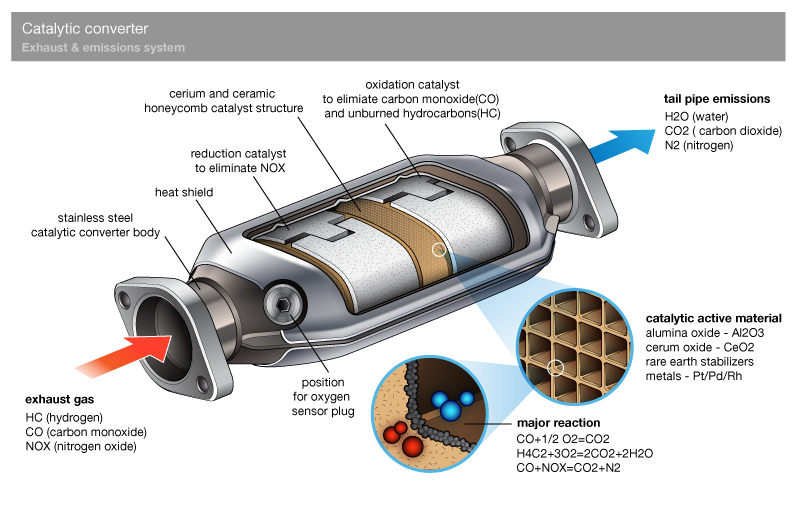 Catalytic converter
Exhaust & emissions system
cerium and ceramic
honeycomb catalyst structure
oxidation catalyst
to elimiate carbon monoxide(CO)
and unburned hydrocarbons(HC)
tail pipe emissions
H2O (water)
CO2 ( carbon dioxide)
N2 (nitrogen)
reduction catalyst
to eliminate NOX
heat shield
stainless steel
catalytic converter body
exhaust gas
HC (hydrogen)
CO (carbon monoxide)
NOX (nitrogen oxide)
position
for oxygen
sensor plug
catalytic active material
alumina oxide - Al2O3
cerum oxide - CeO2
rare earth stabilizers
metals - Pt/Pd/Rh
major reaction
CO+1/2 O2=CO2
H4C2+3O2=2CO2+2H2O
CO+NOX=CO2+N2